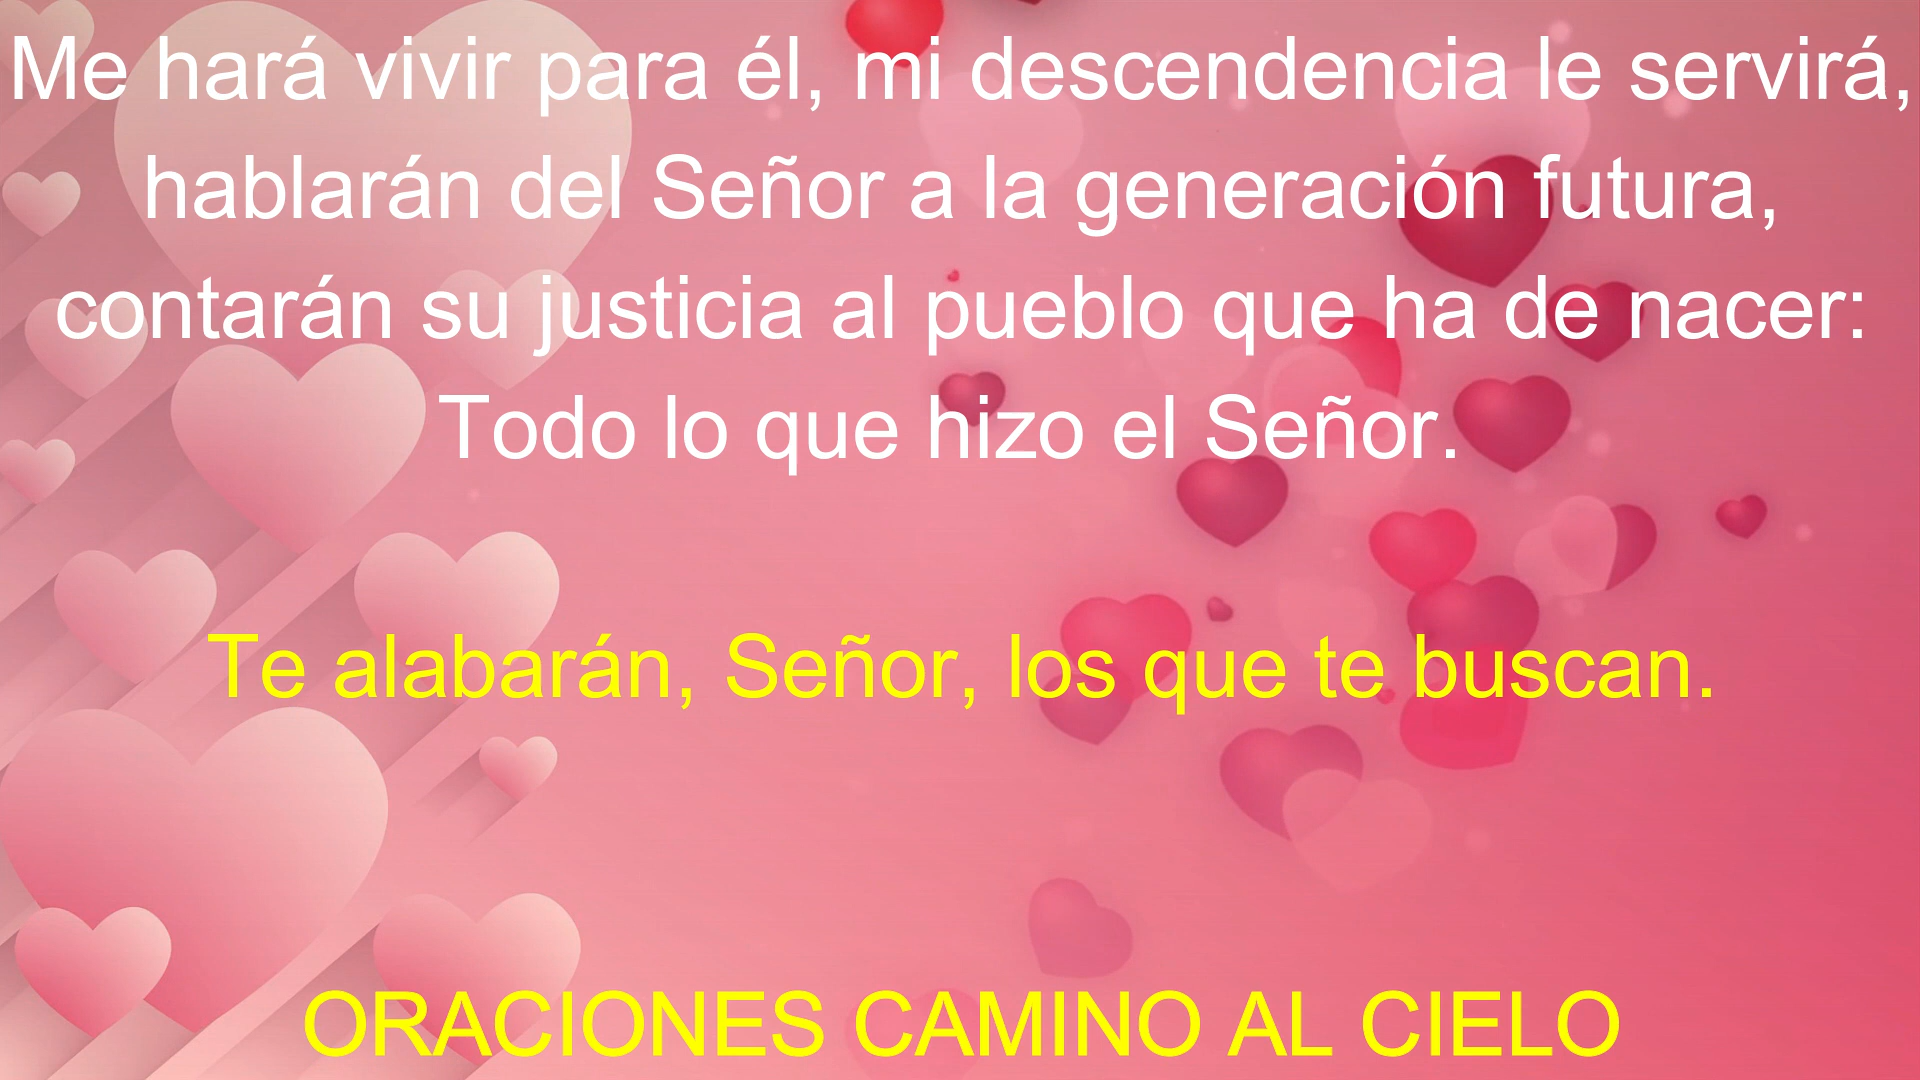 Me hará vivir para él, mi descendencia le servirá,
hablarán del Señor a la generación futura,
contarán su justicia al pueblo que ha de nacer:
Todo lo que hizo el Señor.
Te alabarán, Señor, los que te buscan.
ORACIONES CAMINO AL CIELO